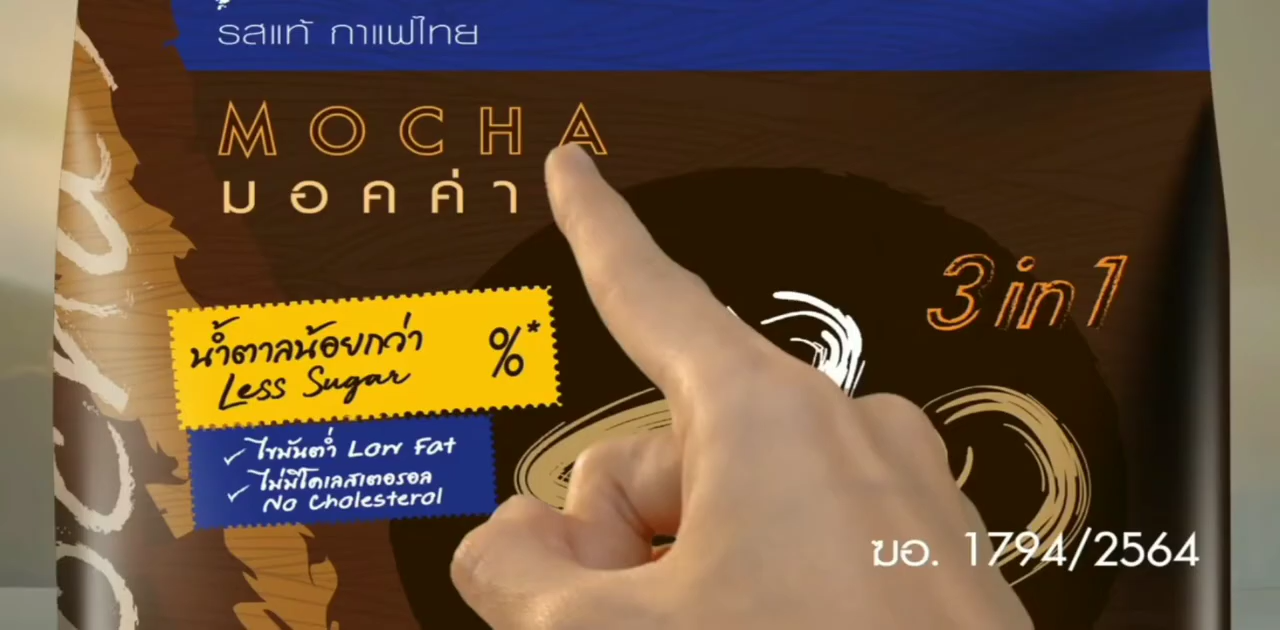 รสแท้ กาแฟไทย
MOCHA
มอคค่า
3 in 1
น้ำตาลน้อยกว่า
Less Sugar
%*
ไขมันต่ำ Low Fat
ไม่มีโคเลสเตอรอล
No Cholesterol
ฆอ. 1794/2564